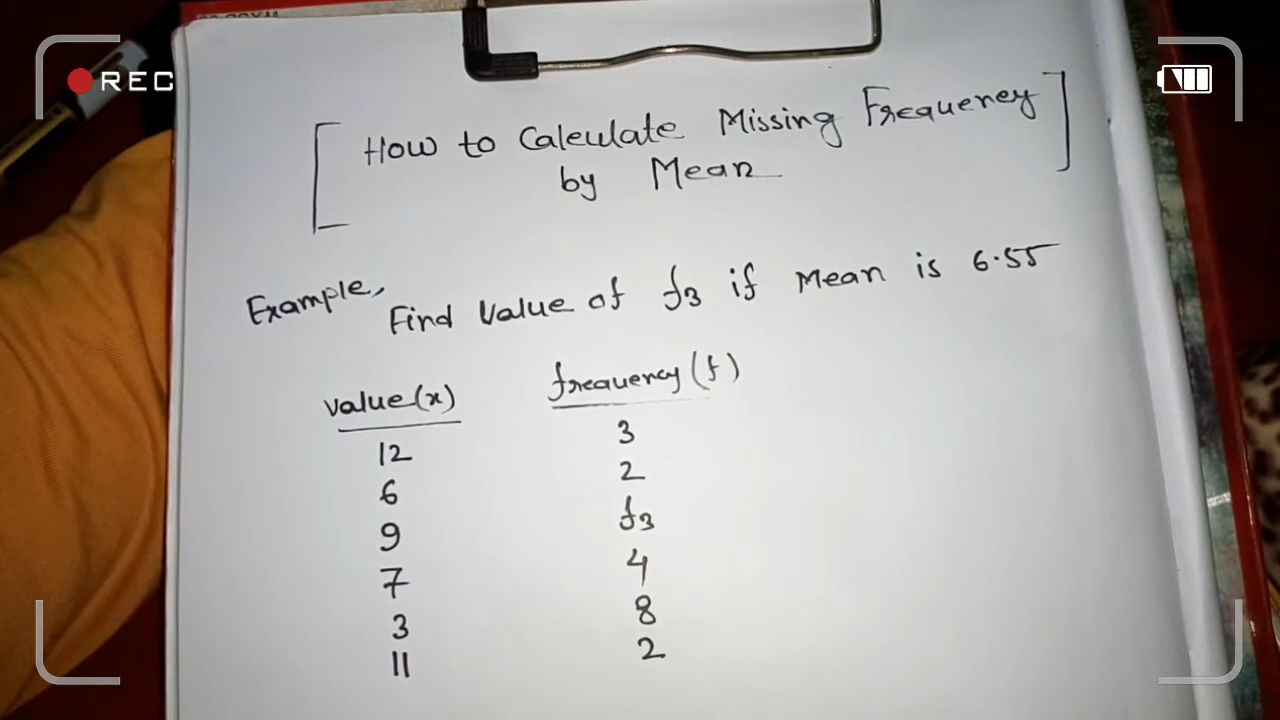 REC
How to Calculate Missing Frequency
by Mean
Example,
Find Value of f3 if Mean is 6.55
value(x) frequency(f)
12 3
6 2
9 f3
7 4
3 8
11 2